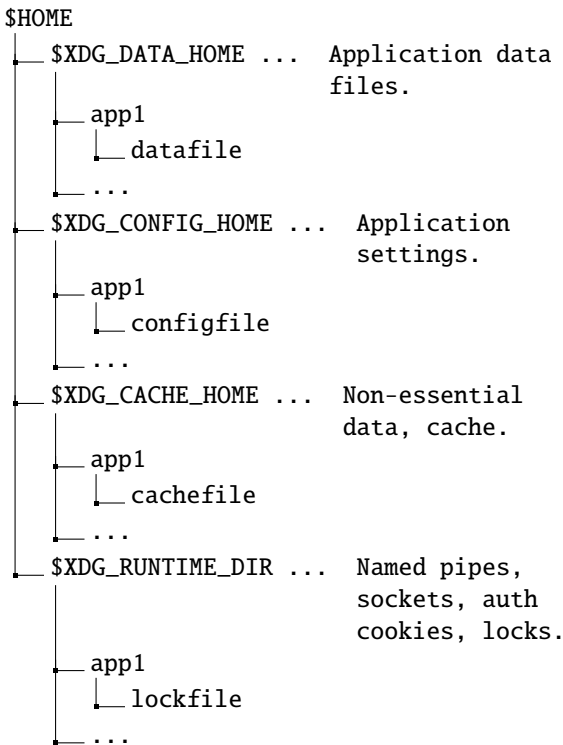 $HOME
$XDG_DATA_HOME ... Application data
files.
app1
datafile
...
$XDG_CONFIG_HOME ... Application
settings.
app1
configfile
...
$XDG_CACHE_HOME ... Non-essential
data, cache.
app1
cachefile
...
$XDG_RUNTIME_DIR ... Named pipes,
sockets, auth
cookies, locks.
app1
lockfile
...